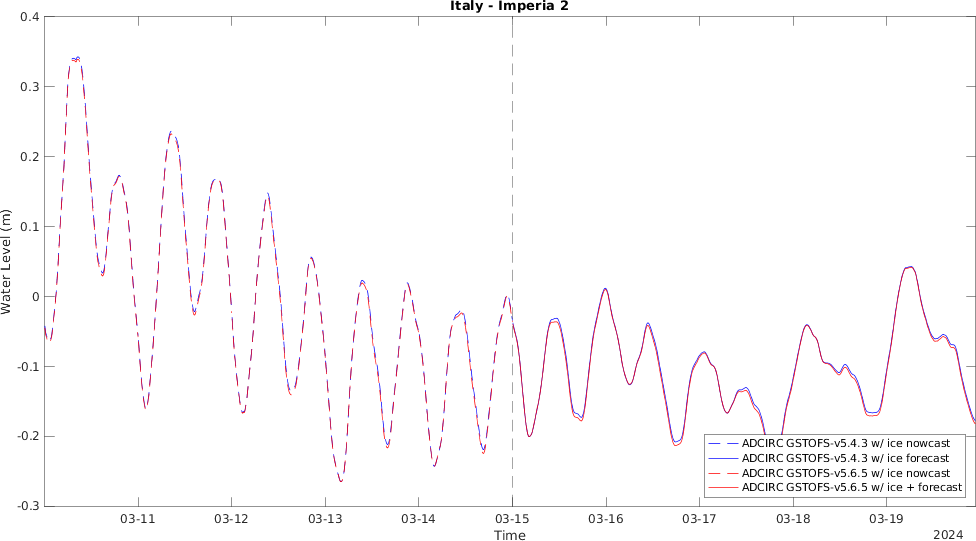 Italy - Imperia 2
Water Level (m)
0.4
0.3
0.2
0.1
0
-0.1
-0.2
-0.3
03-11
03-12
03-13
03-14
03-15
03-16
03-17
03-18
03-19
Time
2024
ADCIRC GSTOFS-v5.4.3 w/ ice nowcast
ADCIRC GSTOFS-v5.4.3 w/ ice forecast
ADCIRC GSTOFS-v5.6.5 w/ ice nowcast
ADCIRC GSTOFS-v5.6.5 w/ ice + forecast